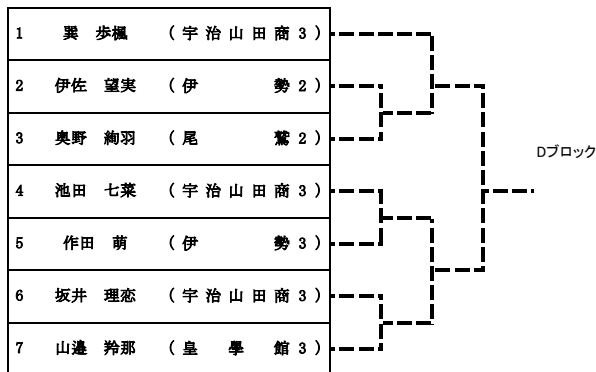 1 巽 歩楓 (宇治山田商3)
2 伊佐 望実 (伊勢2)
3 奥野 絢羽 (尾鷲2)
Dブロック
4 池田 七菜 (宇治山田商3)
5 作田 萌 (伊勢3)
6 坂井 理恋 (宇治山田商3)
7 山邉 羚那 (皇學館3)